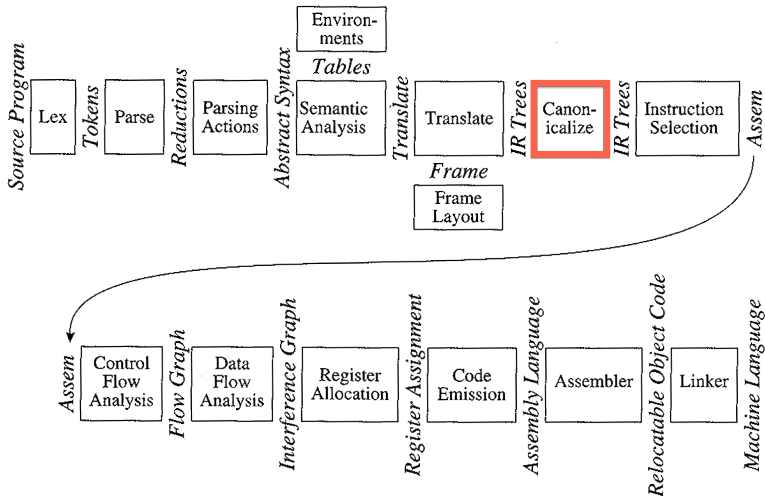 Environ-
ments
Tables
Source Program
Lex
Tokens
Parse
Reductions
Parsing
Actions
Abstract Syntax
Semantic
Analysis
Translate
Translate
Frame
Frame
Layout
IR Trees
Canon-
icalize
IR Trees
Instruction
Selection
Assem
Assem
Control
Flow
Analysis
Flow Graph
Data
Flow
Analysis
Interference Graph
Register
Allocation
Register Assignment
Code
Emission
Assembly Language
Assembler
Relocatable Object Code
Linker
Machine Language